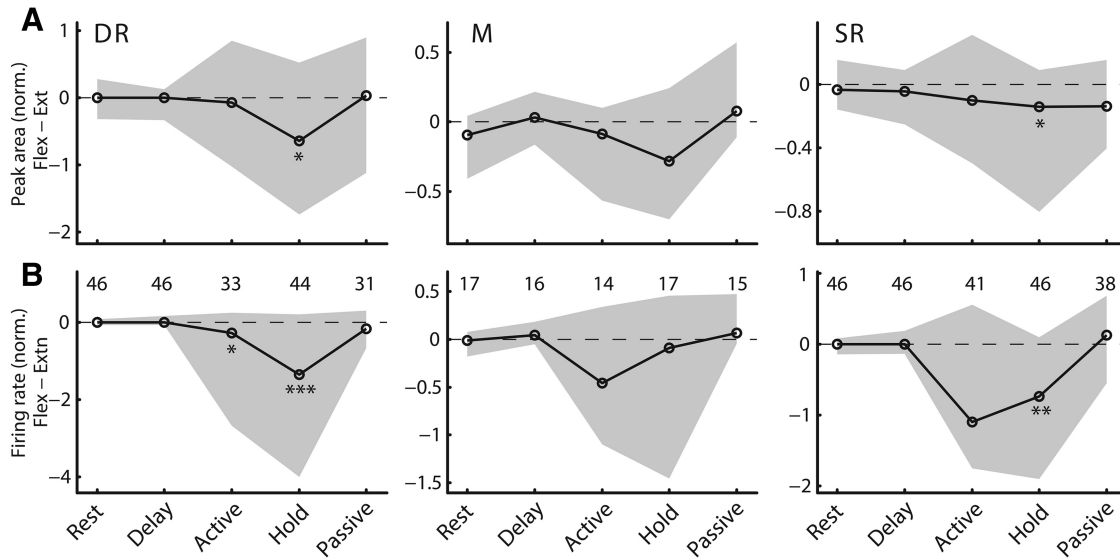 A
DR M SR
Peak area (norm.)
Flex – Ext
1 0 −1 −2
0.5 0 −0.5
0 −0.4 −0.8
*
*
B
Firing rate (norm.)
Flex – Extn
46 46 33 44 31
17 16 14 17 15
46 46 41 46 38
0 −2 −4
0.5 0 −0.5 −1 −1.5
1 0 −1 −2
* ***
**
Rest Delay Active Hold Passive
Rest Delay Active Hold Passive
Rest Delay Active Hold Passive